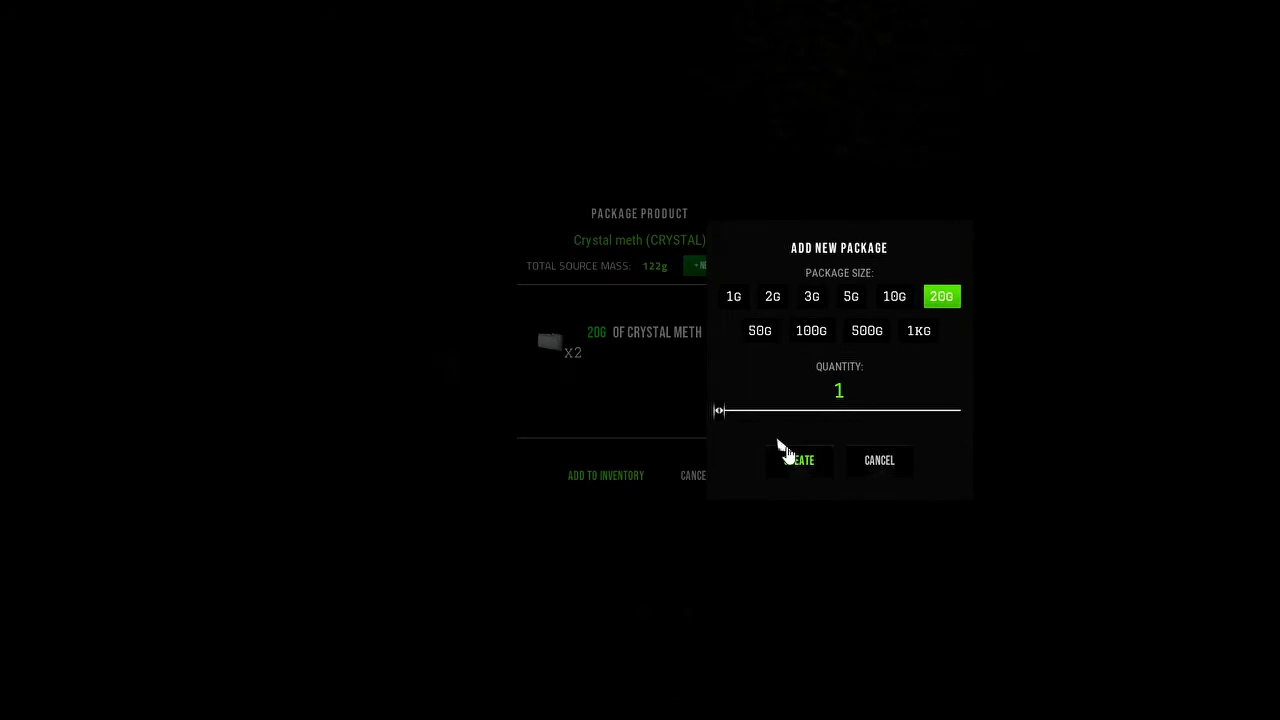 PACKAGE PRODUCT
Crystal meth (CRYSTAL)
TOTAL SOURCE MASS: 122g
20G OF CRYSTAL METH
X2
ADD TO INVENTORY
ADD NEW PACKAGE
PACKAGE SIZE:
1G 2G 3G 5G 10G 20G
50G 100G 500G 1KG
QUANTITY:
1
CANCEL